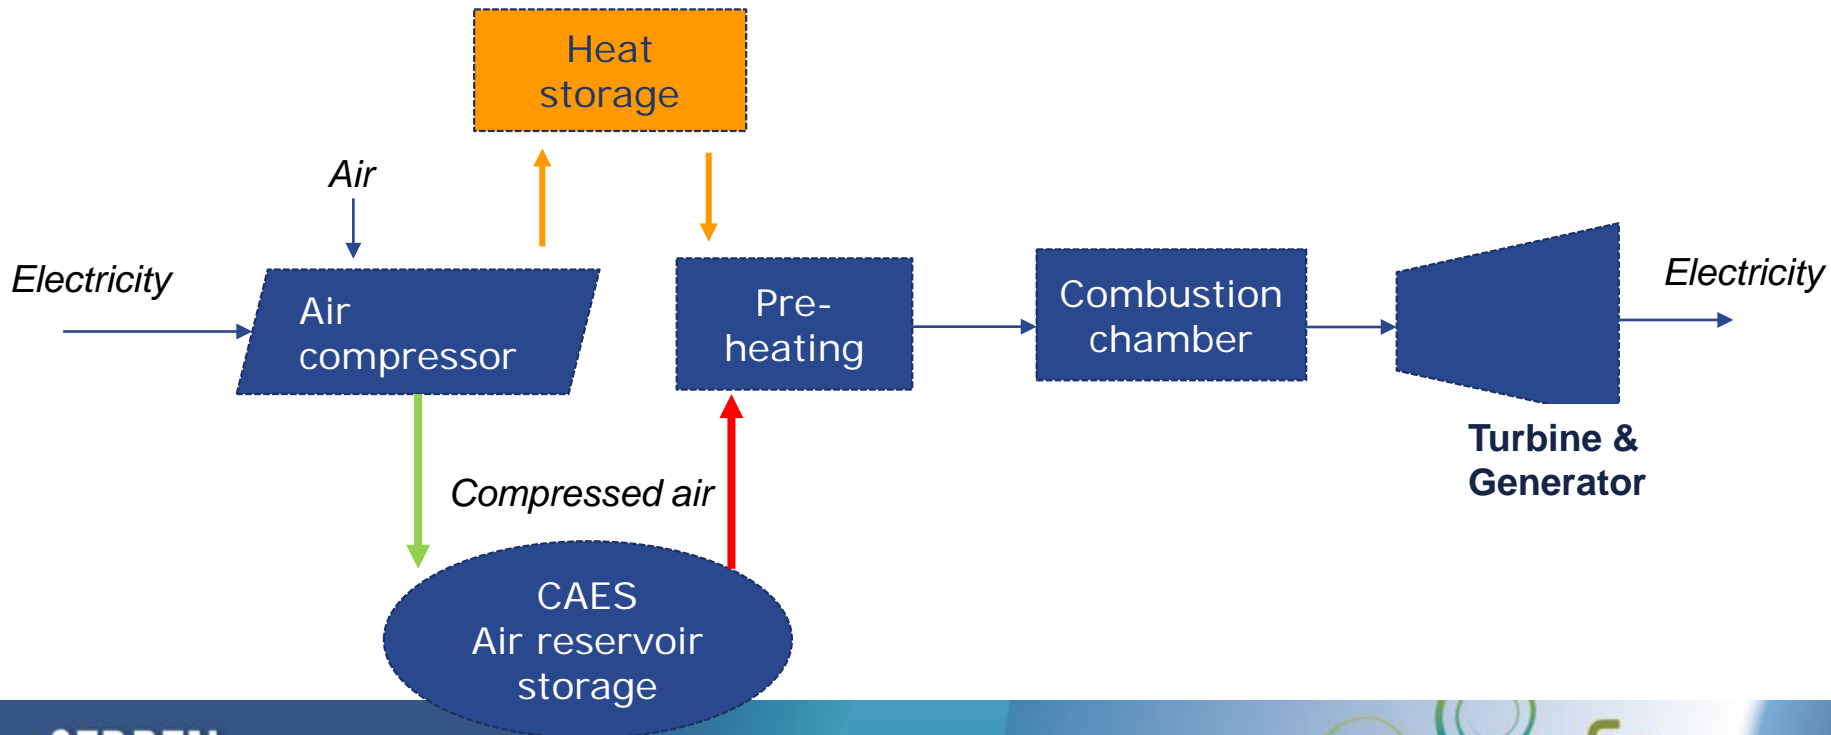 Heat
storage
Air
Electricity
Air
compressor
Pre-
heating
Combustion
chamber
Electricity
Turbine &
Generator
Compressed air
CAES
Air reservoir
storage